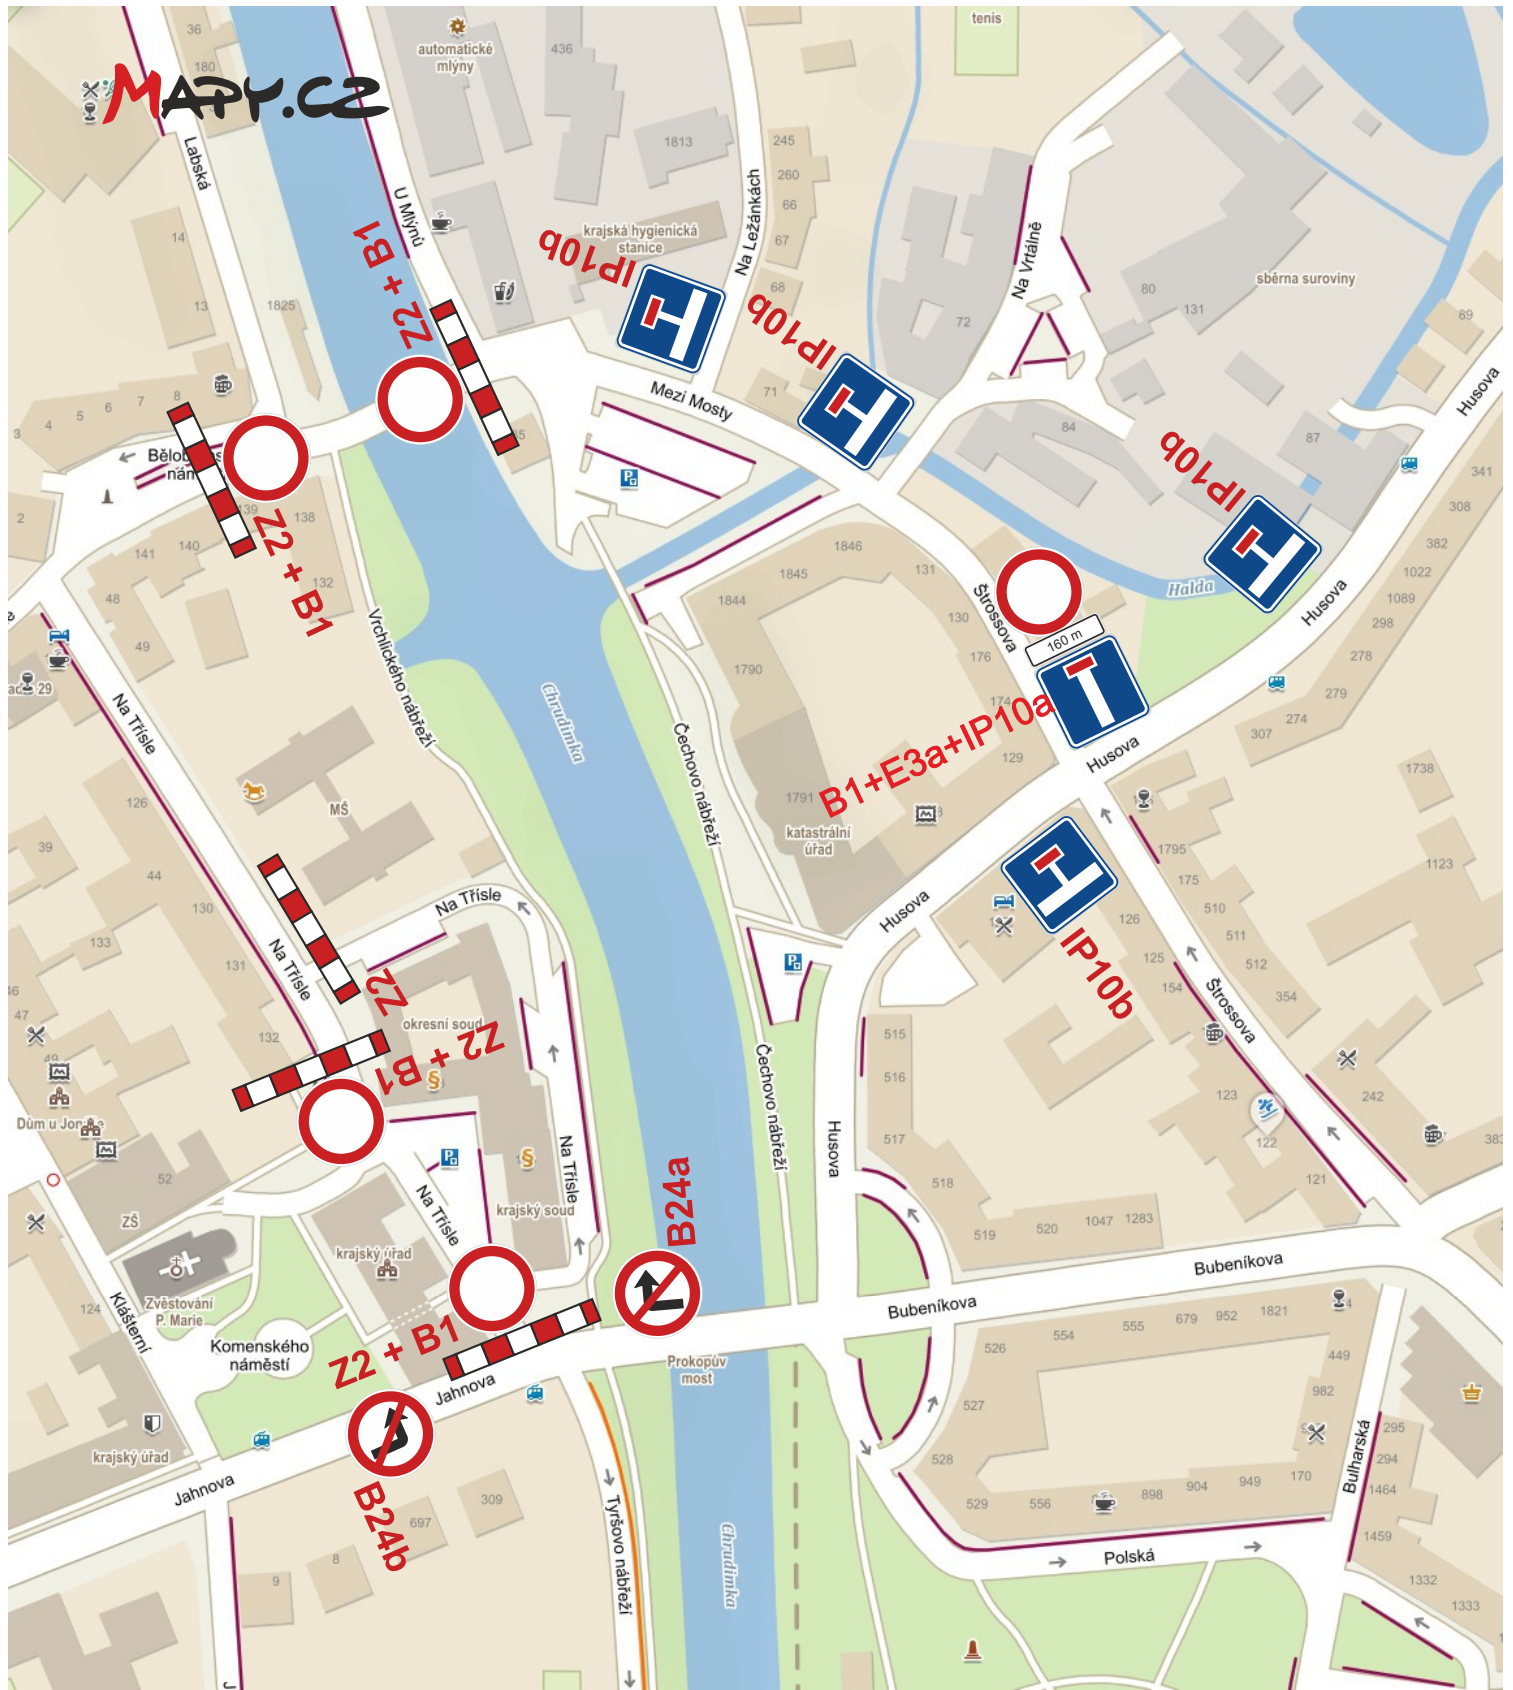 MAPY.CZ
automatické
mlýny
tenis
36
180
436
1813
245
260
66
67
68
Labská
U Mlýnů
Na Ležánkách
krajská hygienická
stanice
Na Vrtálně
sběrna suroviny
80
131
89
72
14
13
1825
Z2 + B1
IP10b
IP10b
IP10b
Mezi Mosty
71
84
87
Husova
341
308
382
1022
1089
298
278
279
274
307
3
4
5
6
7
8
2
139
138
141
140
132
48
49
Z2 + B1
1846
1845
1844
131
130
176
129
Štrossova
160 m
Halda
Husova
Husova
1790
1791
katastrální
úřad
B1+E3a+IP10a
1738
1123
29
Na Třísle
Vrchlického nábřeží
Chrudimka
Čechovo nábřeží
MŠ
126
39
44
130
133
131
46
47
49
132
Na Třísle
Na Třísle
Z2
okresní soud
Z2 + B1
Husova
126
125
154
IP10b
1795
175
510
511
512
354
Štrossova
515
516
517
518
519
520
1047
1283
123
122
121
242
Čechovo nábřeží
Husova
52
ZŠ
Na Třísle
Na Třísle
krajský soud
krajský úřad
Zvěstování
P. Marie
124
Klášterní
Komenského
náměstí
krajský úřad
Z2 + B1
B24a
B24b
Jahnova
Jahnova
Prokopův
most
Bubeníkova
Bubeníkova
526
554
555
679
952
1821
449
982
527
528
529
556
898
904
949
170
295
294
1464
1459
1332
1333
Bulharská
Polská
309
697
8
9
Tyršovo nábřeží
Chrudimka